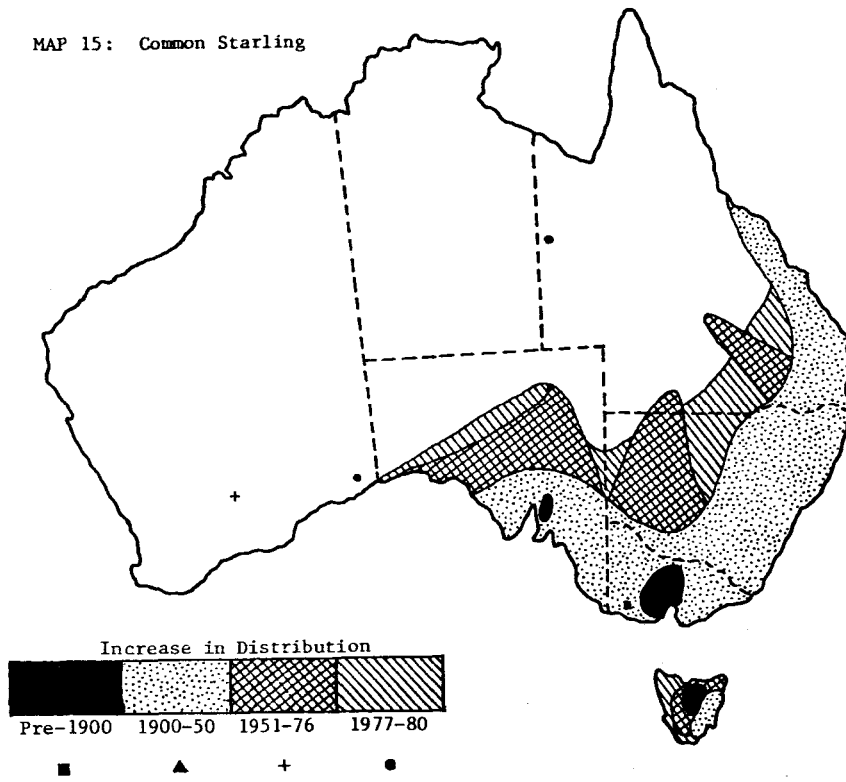 MAP 15: Common Starling
Increase in Distribution
Pre-1900 1900-50 1951-76 1977-80